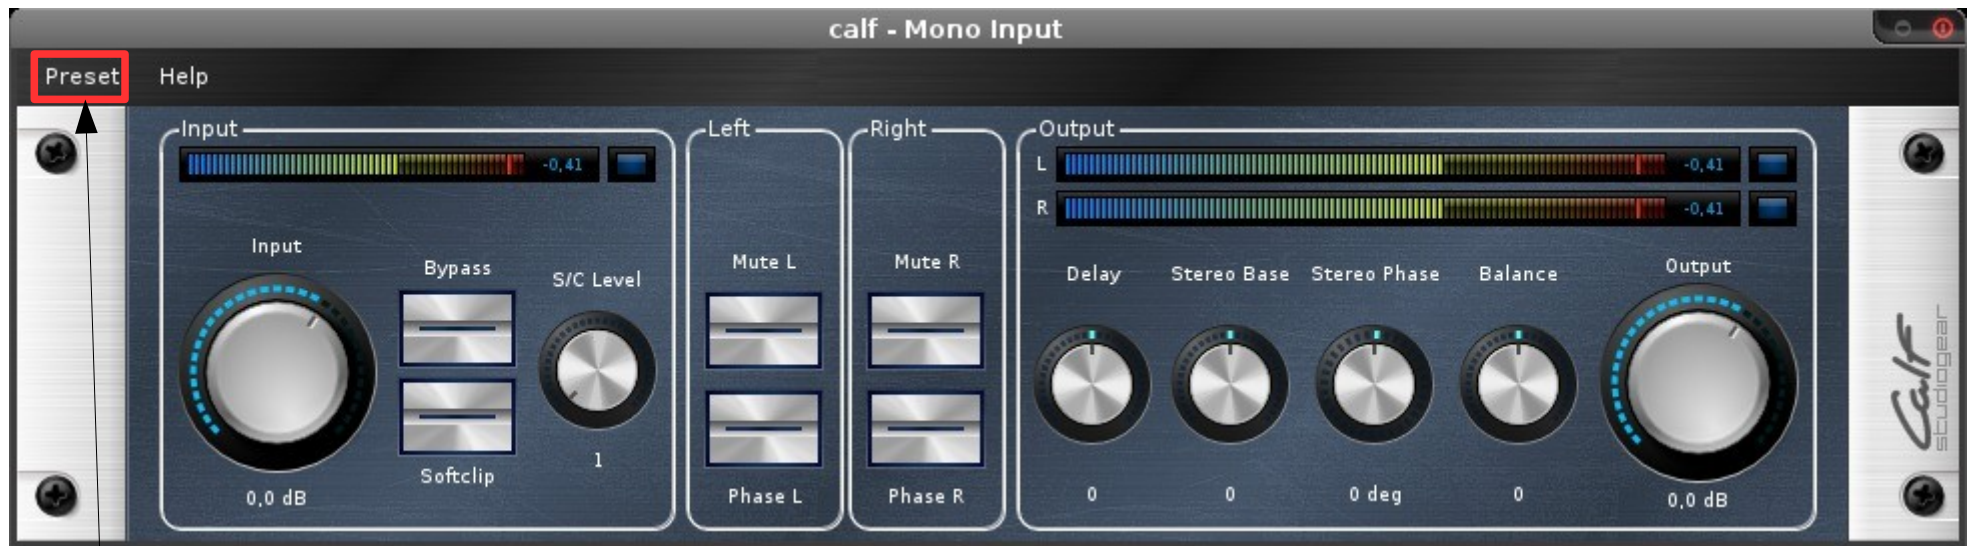 calf - Mono Input
Preset Help
Input Left Right Output
-0,41
L -0,41
R -0,41
Input Bypass S/C Level Mute L Mute R Delay Stereo Base Stereo Phase Balance Output
Softclip 1 Phase L Phase R 0 0 0 deg 0
0,0 dB 0,0 dB
Calf studiogear